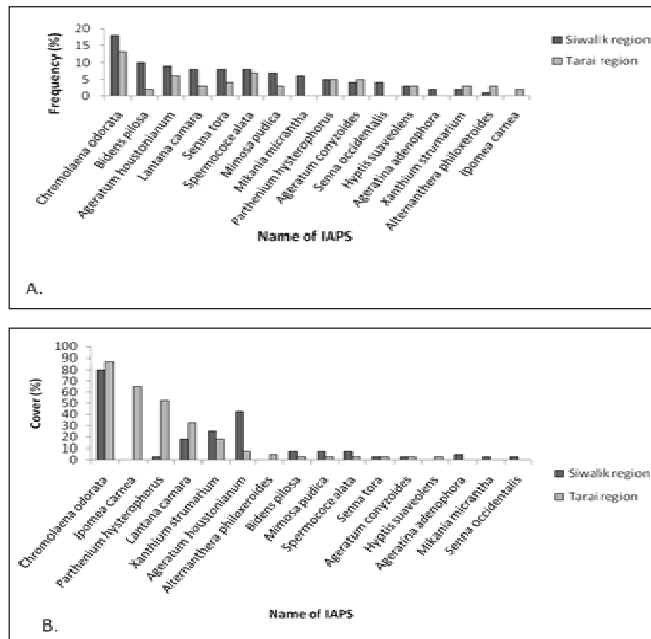 20
15
10
5
0
Frequency (%)
Siwalik region
Tarai region
Chromolaena odorata
Bidens pilosa
Ageratum houstonianum
Lantana camara
Senna tora
Spermococe alata
Mimosa pudica
Mikania micrantha
Parthenium hysterophorus
Ageratum conyzoides
Senna occidentalis
Hyptis suaveolens
Ageratina adenophora
Xanthium strumarium
Alternanthera philoxeroides
Ipomea carnea
Name of IAPS
A.
100
90
80
70
60
50
40
30
20
10
0
Cover (%)
Siwalik region
Tarai region
Chromolaena odorata
Ipomea carnea
Parthenium hysterophorus
Lantana camara
Xanthium strumarium
Ageratum houstonianum
Alternanthera philoxeroides
Bidens pilosa
Mimosa pudica
Spermococe alata
Senna tora
Ageratum conyzoides
Hyptis suaveolens
Ageratina adenophora
Mikania micrantha
Senna Occidentalis
Name of IAPS
B.